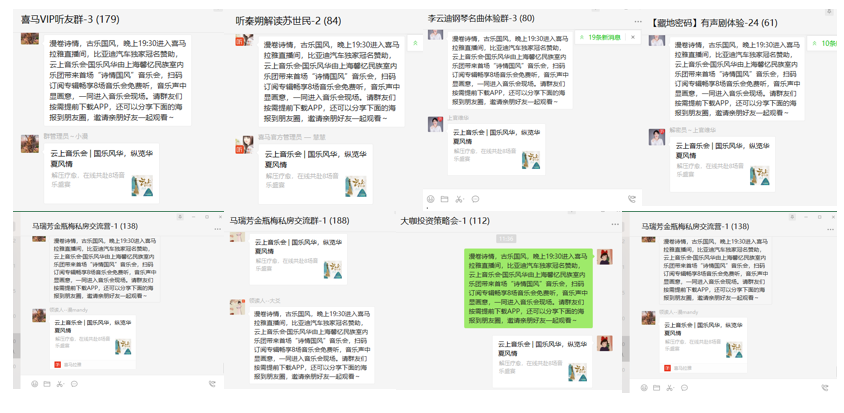 喜马VIP听友群-3 (179)
漫卷诗情，古乐国风，晚上19:30进入喜马
拉雅直播间，比亚迪汽车独家冠名赞助，
云上音乐会·国乐风华由上海馨忆民族室内
乐团带来首场“诗情国风”音乐会，扫码
订阅专辑畅享8场音乐会免费听，音乐声中
显画意，一同进入音乐会现场。请群友们
按需提前下载APP，还可以分享下面的海
报到朋友圈，邀请亲朋好友一起观看～
云上音乐会 | 国乐风华，纵览华
夏风情
解压疗愈、在线共赴8场音
乐盛宴
听秦朔解读苏世民-2 (84)
漫卷诗情，古乐国风，晚上19:30进入喜马
拉雅直播间，比亚迪汽车独家冠名赞助，
云上音乐会·国乐风华由上海馨忆民族室内
乐团带来首场“诗情国风”音乐会，扫码
订阅专辑畅享8场音乐会免费听，音乐声中
显画意，一同进入音乐会现场。请群友们
按需提前下载APP，还可以分享下面的海
报到朋友圈，邀请亲朋好友一起观看～
云上音乐会 | 国乐风华，纵览华
夏风情
解压疗愈、在线共赴8场音
乐盛宴
李云迪钢琴名曲体验群-3 (80)
19条新消息
漫卷诗情，古乐国风，晚上19:30进入喜马
拉雅直播间，比亚迪汽车独家冠名赞助，
云上音乐会·国乐风华由上海馨忆民族室内
乐团带来首场“诗情国风”音乐会，扫码
订阅专辑畅享8场音乐会免费听，音乐声中
显画意，一同进入音乐会现场。请群友们
按需提前下载APP，还可以分享下面的海
报到朋友圈，邀请亲朋好友一起观看～
云上音乐会 | 国乐风华，纵览华
夏风情
解压疗愈、在线共赴8场音
乐盛宴
【藏地密码】有声剧体验-24 (61)
10条
漫卷诗情，古乐国风，晚上19:30进入喜马
拉雅直播间，比亚迪汽车独家冠名赞助，
云上音乐会·国乐风华由上海馨忆民族室内
乐团带来首场“诗情国风”音乐会，扫码
订阅专辑畅享8场音乐会免费听，音乐声中
显画意，一同进入音乐会现场。请群友们
按需提前下载APP，还可以分享下面的海
报到朋友圈，邀请亲朋好友一起观看～
云上音乐会 | 国乐风华，纵览华
夏风情
解压疗愈、在线共赴8场音
乐盛宴
马瑞芳金瓶梅私房交流营-1 (138)
漫卷诗情，古乐国风，晚上19:30进入喜马
拉雅直播间，比亚迪汽车独家冠名赞助，
云上音乐会·国乐风华由上海馨忆民族室内
乐团带来首场“诗情国风”音乐会，扫码
订阅专辑畅享8场音乐会免费听，音乐声中
显画意，一同进入音乐会现场。请群友们
按需提前下载APP，还可以分享下面的海
报到朋友圈，邀请亲朋好友一起观看～
云上音乐会 | 国乐风华，纵览华
夏风情
解压疗愈、在线共赴8场音
乐盛宴
马瑞芳金瓶梅私房交流群-1 (188)
云上音乐会 | 国乐风华，纵览华
夏风情
解压疗愈、在线共赴8场音
乐盛宴
漫卷诗情，古乐国风，晚上19:30进入喜马
拉雅直播间，比亚迪汽车独家冠名赞助，
云上音乐会·国乐风华由上海馨忆民族室内
乐团带来首场“诗情国风”音乐会，扫码
订阅专辑畅享8场音乐会免费听，音乐声中
显画意，一同进入音乐会现场。请群友们
按需提前下载APP，还可以分享下面的海
报到朋友圈，邀请亲朋好友一起观看～
大咖投资策略会-1 (112)
漫卷诗情，古乐国风，晚上19:30进入喜马
拉雅直播间，比亚迪汽车独家冠名赞助，
云上音乐会·国乐风华由上海馨忆民族室内
乐团带来首场“诗情国风”音乐会，扫码
订阅专辑畅享8场音乐会免费听，音乐声中
显画意，一同进入音乐会现场。请群友们
按需提前下载APP，还可以分享下面的海
报到朋友圈，邀请亲朋好友一起观看～
云上音乐会 | 国乐风华，纵览华
夏风情
解压疗愈、在线共赴8场音
乐盛宴
马瑞芳金瓶梅私房交流营-1 (138)
漫卷诗情，古乐国风，晚上19:30进入喜马
拉雅直播间，比亚迪汽车独家冠名赞助，
云上音乐会·国乐风华由上海馨忆民族室内
乐团带来首场“诗情国风”音乐会，扫码
订阅专辑畅享8场音乐会免费听，音乐声中
显画意，一同进入音乐会现场。请群友们
按需提前下载APP，还可以分享下面的海
报到朋友圈，邀请亲朋好友一起观看～
云上音乐会 | 国乐风华，纵览华
夏风情
解压疗愈、在线共赴8场音
乐盛宴